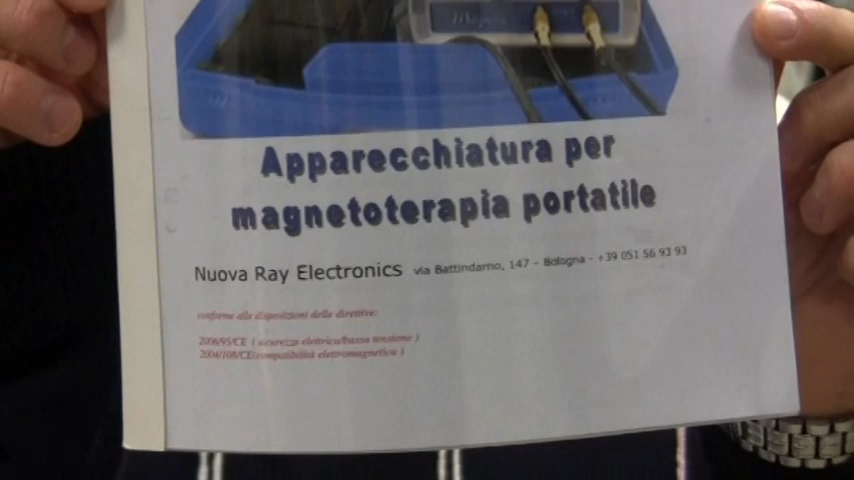 Apparecchiatura per
magnetoterapia portatile
Nuova Ray Electronics via Battindarno, 147 - Bologna - +39 051 56 93 93
conforme alle disposizioni delle direttive:
2006/95/CE ( sicurezza elettrica/bassa tensione )
2004/108/CE(compatibilità elettromagnetica )